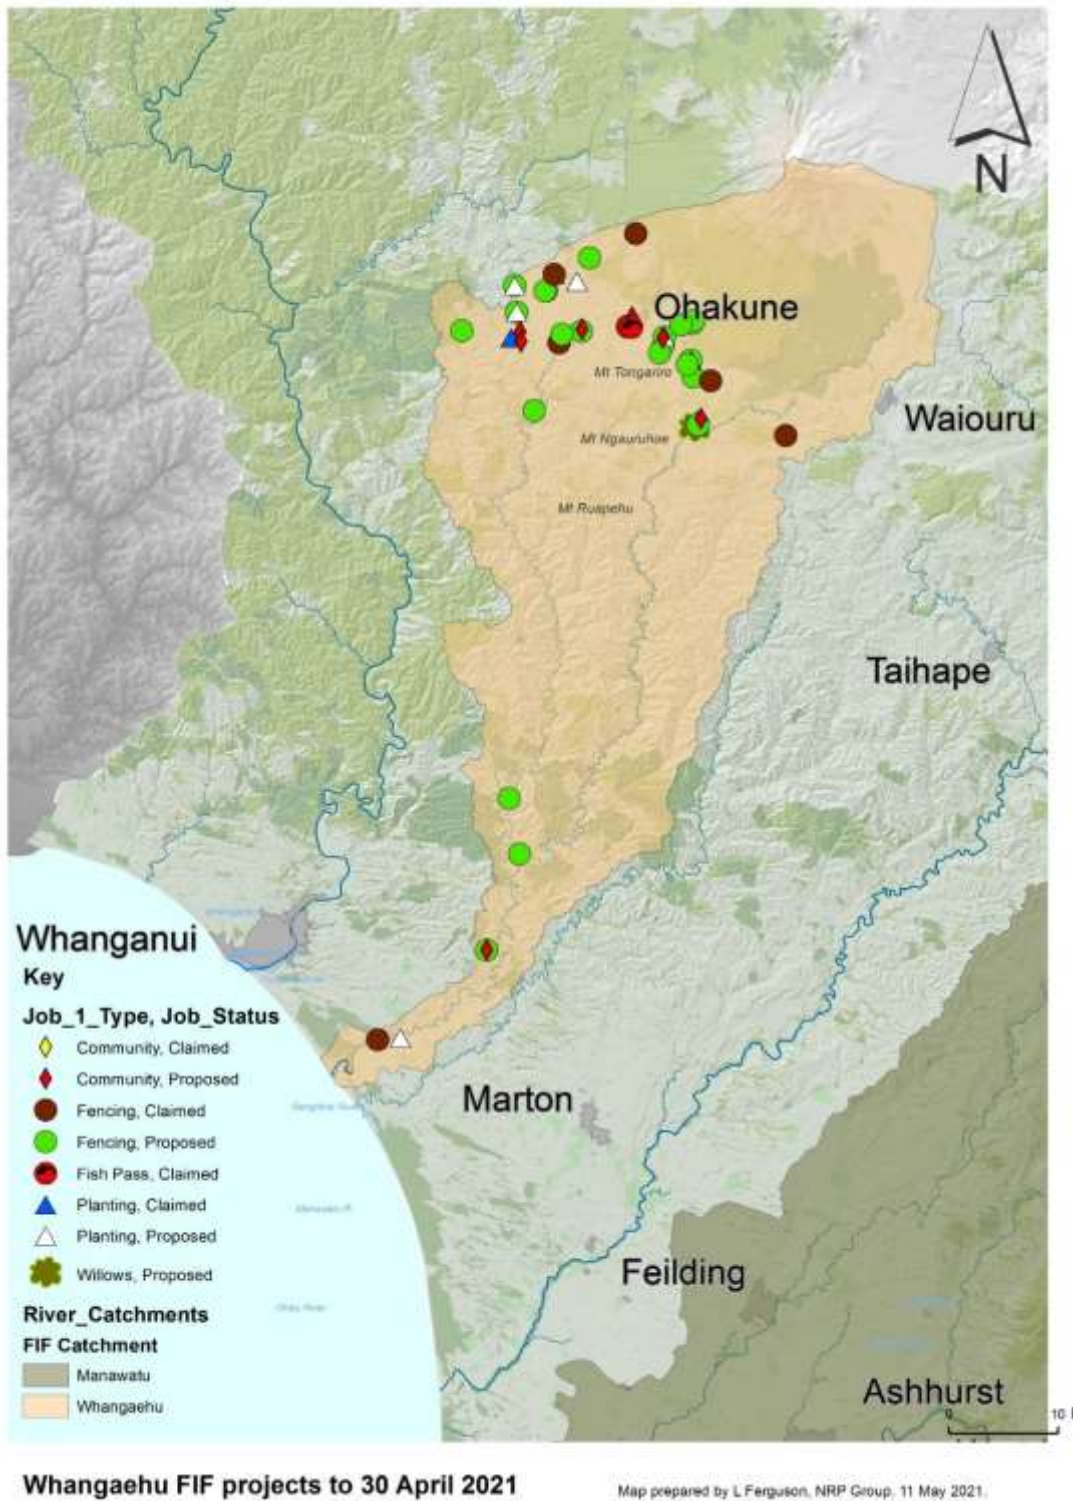 N
Ohakune
Mt Tongariro
Waiouru
Mt Ngauruhoe
Mt Ruapehu
Taihape
Whanganui
Key
Job_1_Type, Job_Status
Community, Claimed
Community, Proposed
Fencing, Claimed
Fencing, Proposed
Fish Pass, Claimed
Planting, Claimed
Planting, Proposed
Willows, Proposed
River_Catchments
FIF Catchment
Manawatu
Whangaehu
Marton
Feilding
Ashhurst
0 10
Whangaehu FIF projects to 30 April 2021
Map prepared by L Ferguson, NRP Group, 11 May 2021.